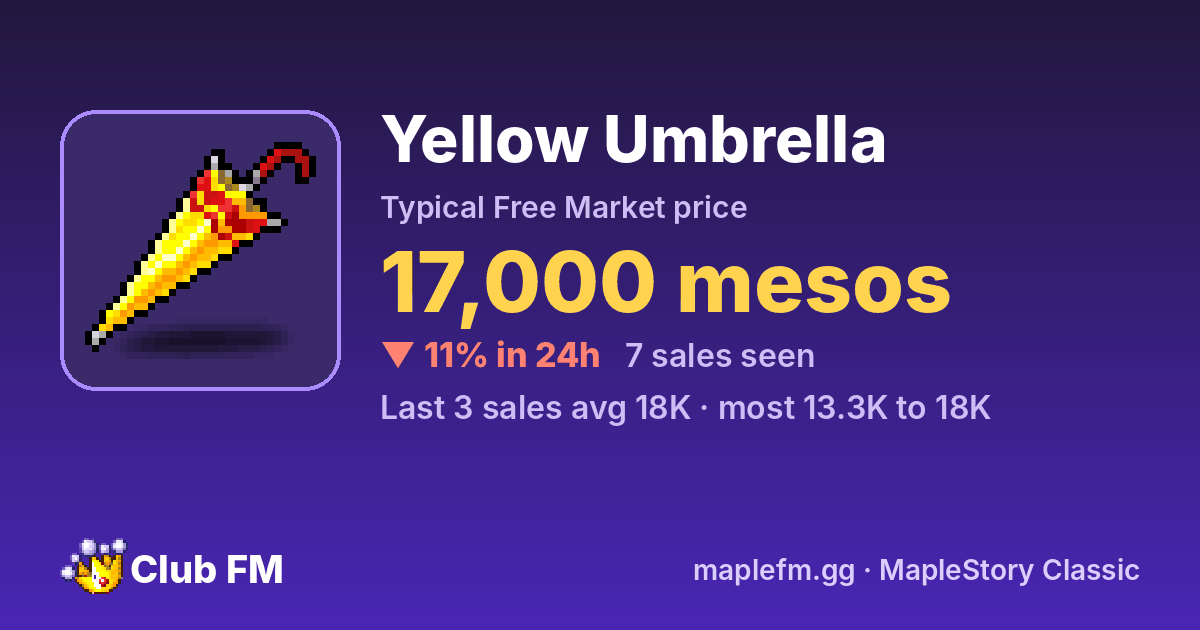 Yellow Umbrella
Typical Free Market price
17,000 mesos
▼ 11% in 24h 7 sales seen
Last 3 sales avg 18K · most 13.3K to 18K
Club FM
maplefm.gg · MapleStory Classic